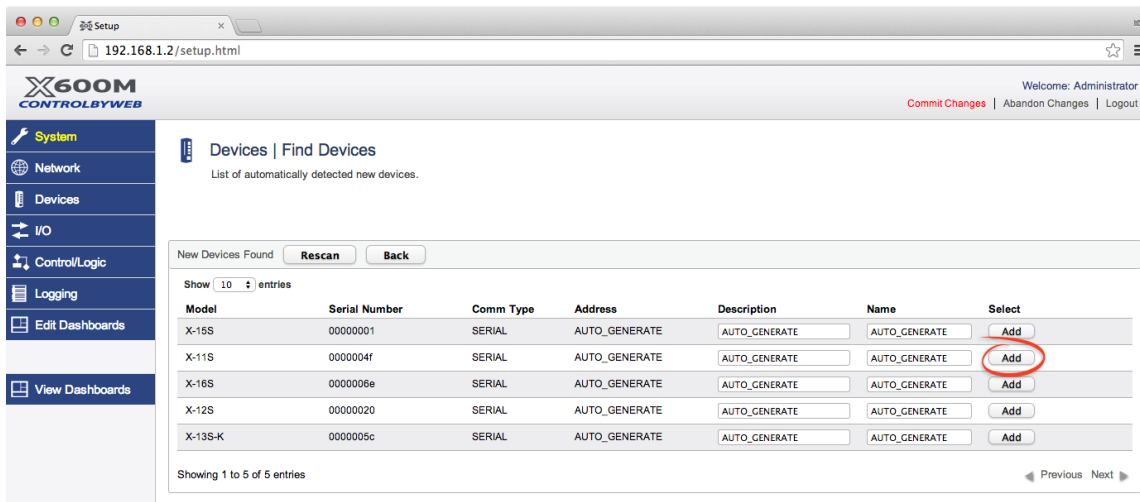 Setup
192.168.1.2/setup.html
X600M
CONTROLBYWEB
Welcome: Administrator
Commit Changes | Abandon Changes | Logout
System
Network
Devices
I/O
Control/Logic
Logging
Edit Dashboards
View Dashboards
Devices | Find Devices
List of automatically detected new devices.
New Devices Found Rescan Back
Show 10 entries
Model Serial Number Comm Type Address Description Name Select
X-15S 00000001 SERIAL AUTO_GENERATE AUTO_GENERATE AUTO_GENERATE Add
X-11S 0000004f SERIAL AUTO_GENERATE AUTO_GENERATE AUTO_GENERATE Add
X-16S 0000006e SERIAL AUTO_GENERATE AUTO_GENERATE AUTO_GENERATE Add
X-12S 00000020 SERIAL AUTO_GENERATE AUTO_GENERATE AUTO_GENERATE Add
X-13S-K 0000005c SERIAL AUTO_GENERATE AUTO_GENERATE AUTO_GENERATE Add
Showing 1 to 5 of 5 entries
Previous Next